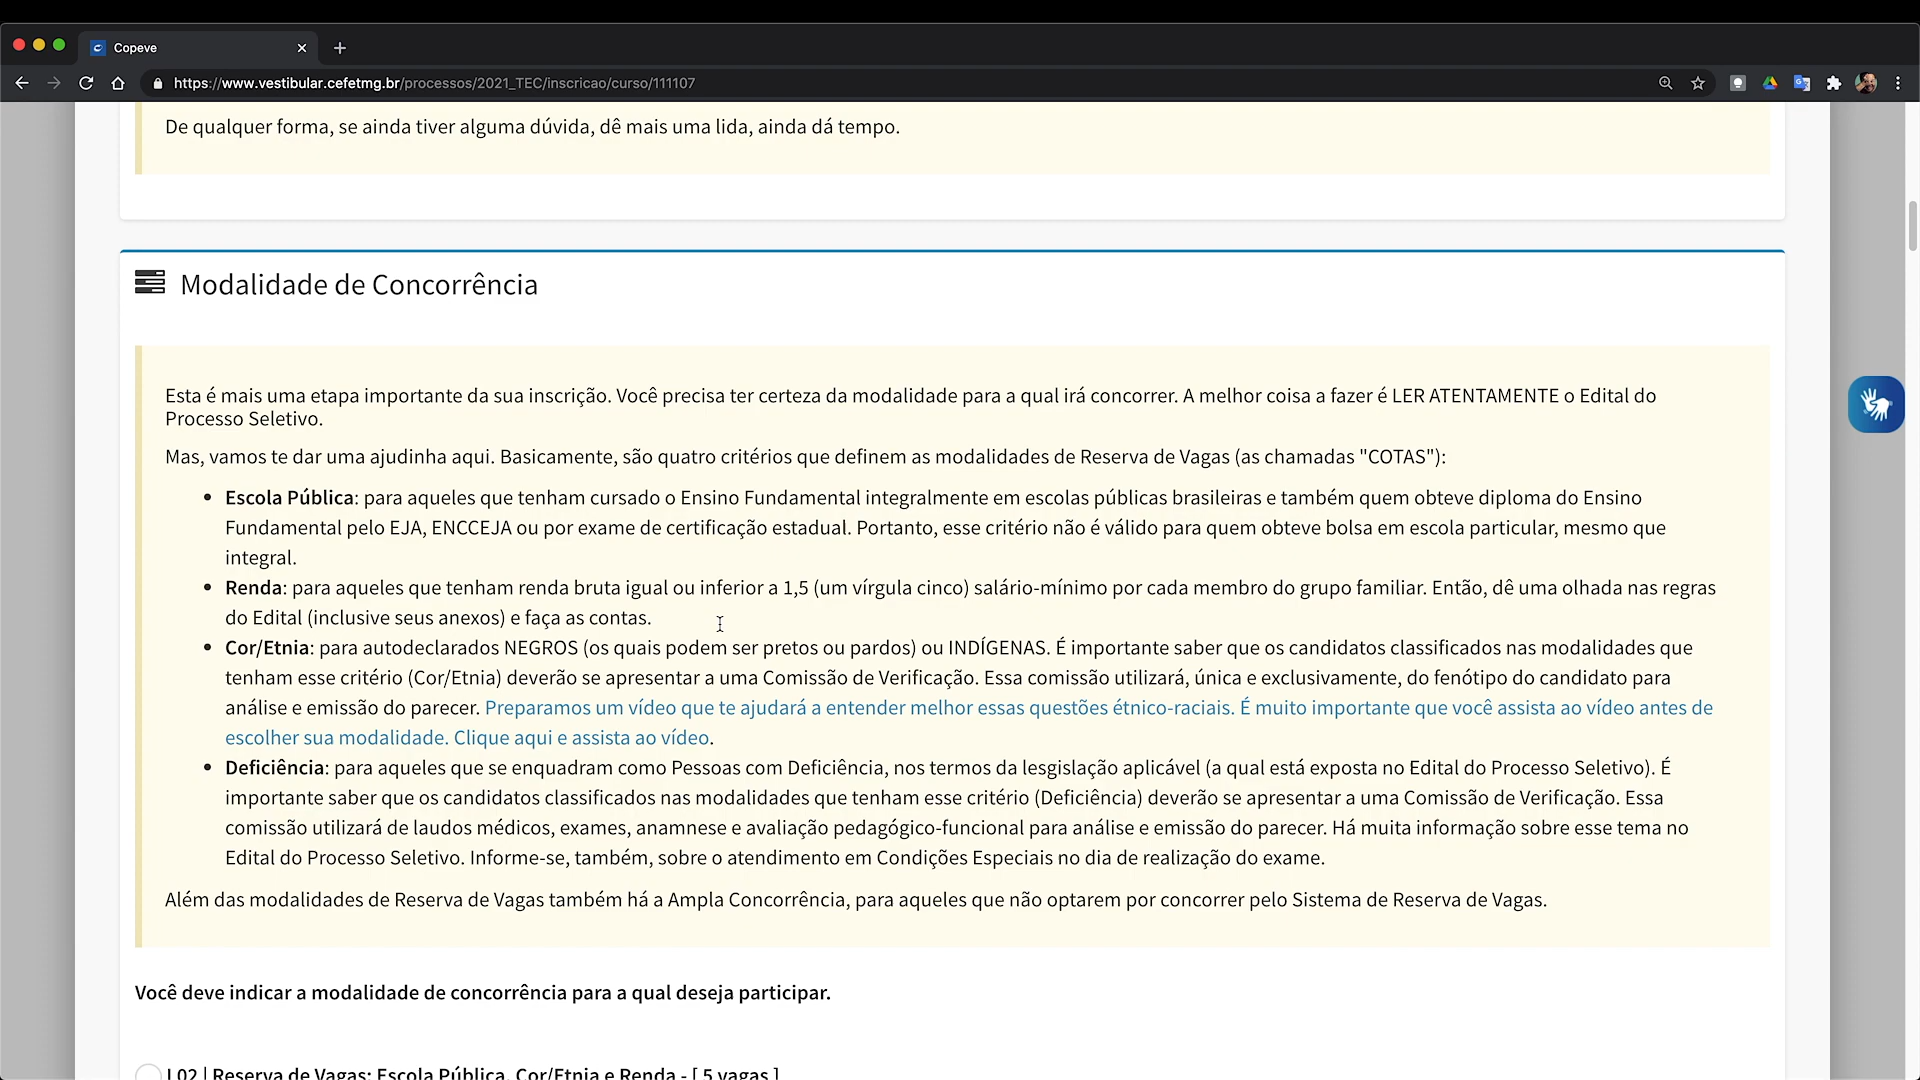 Copeve
https://www.vestibular.cefetmg.br/processos/2021_TEC/inscricao/curso/111107
De qualquer forma, se ainda tiver alguma dúvida, dê mais uma lida, ainda dá tempo.
Modalidade de Concorrência
Esta é mais uma etapa importante da sua inscrição. Você precisa ter certeza da modalidade para a qual irá concorrer. A melhor coisa a fazer é LER ATENTAMENTE o Edital do
Processo Seletivo.
Mas, vamos te dar uma ajudinha aqui. Basicamente, são quatro critérios que definem as modalidades de Reserva de Vagas (as chamadas "COTAS"):
• Escola Pública: para aqueles que tenham cursado o Ensino Fundamental integralmente em escolas públicas brasileiras e também quem obteve diploma do Ensino
Fundamental pelo EJA, ENCCEJA ou por exame de certificação estadual. Portanto, esse critério não é válido para quem obteve bolsa em escola particular, mesmo que
integral.
• Renda: para aqueles que tenham renda bruta igual ou inferior a 1,5 (um vírgula cinco) salário-mínimo por cada membro do grupo familiar. Então, dê uma olhada nas regras
do Edital (inclusive seus anexos) e faça as contas.
• Cor/Etnia: para autodeclarados NEGROS (os quais podem ser pretos ou pardos) ou INDÍGENAS. É importante saber que os candidatos classificados nas modalidades que
tenham esse critério (Cor/Etnia) deverão se apresentar a uma Comissão de Verificação. Essa comissão utilizará, única e exclusivamente, do fenótipo do candidato para
análise e emissão do parecer. Preparamos um vídeo que te ajudará a entender melhor essas questões étnico-raciais. É muito importante que você assista ao vídeo antes de
escolher sua modalidade. Clique aqui e assista ao vídeo.
• Deficiência: para aqueles que se enquadram como Pessoas com Deficiência, nos termos da lesgislação aplicável (a qual está exposta no Edital do Processo Seletivo). É
importante saber que os candidatos classificados nas modalidades que tenham esse critério (Deficiência) deverão se apresentar a uma Comissão de Verificação. Essa
comissão utilizará de laudos médicos, exames, anamnese e avaliação pedagógico-funcional para análise e emissão do parecer. Há muita informação sobre esse tema no
Edital do Processo Seletivo. Informe-se, também, sobre o atendimento em Condições Especiais no dia de realização do exame.
Além das modalidades de Reserva de Vagas também há a Ampla Concorrência, para aqueles que não optarem por concorrer pelo Sistema de Reserva de Vagas.
Você deve indicar a modalidade de concorrência para a qual deseja participar.
L02 | Reserva de Vagas: Escola Pública, Cor/Etnia e Renda - [ 5 vagas ]